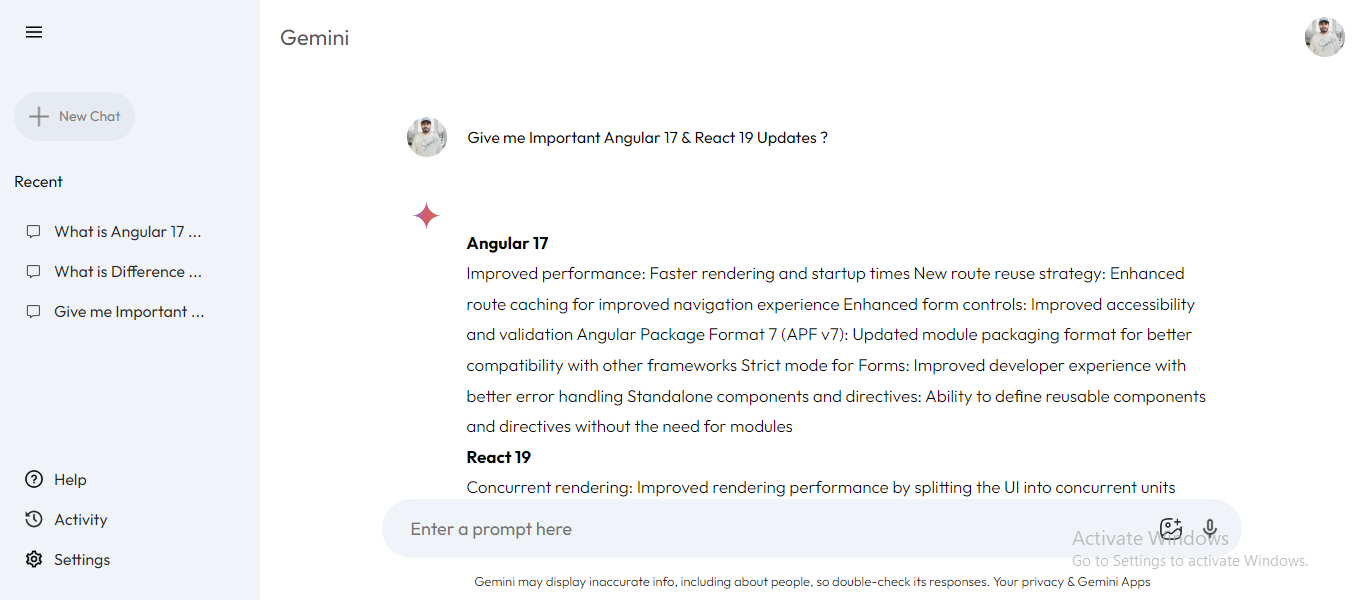 Gemini
New Chat
Recent
What is Angular 17 ...
What is Difference ...
Give me Important ...
Help
Activity
Settings
Give me Important Angular 17 & React 19 Updates ?
Angular 17
Improved performance: Faster rendering and startup times New route reuse strategy: Enhanced
route caching for improved navigation experience Enhanced form controls: Improved accessibility
and validation Angular Package Format 7 (APF v7): Updated module packaging format for better
compatibility with other frameworks Strict mode for Forms: Improved developer experience with
better error handling Standalone components and directives: Ability to define reusable components
and directives without the need for modules
React 19
Concurrent rendering: Improved rendering performance by splitting the UI into concurrent units
Enter a prompt here
Activate Windows
Go to Settings to activate Windows.
Gemini may display inaccurate info, including about people, so double-check its responses. Your privacy & Gemini Apps